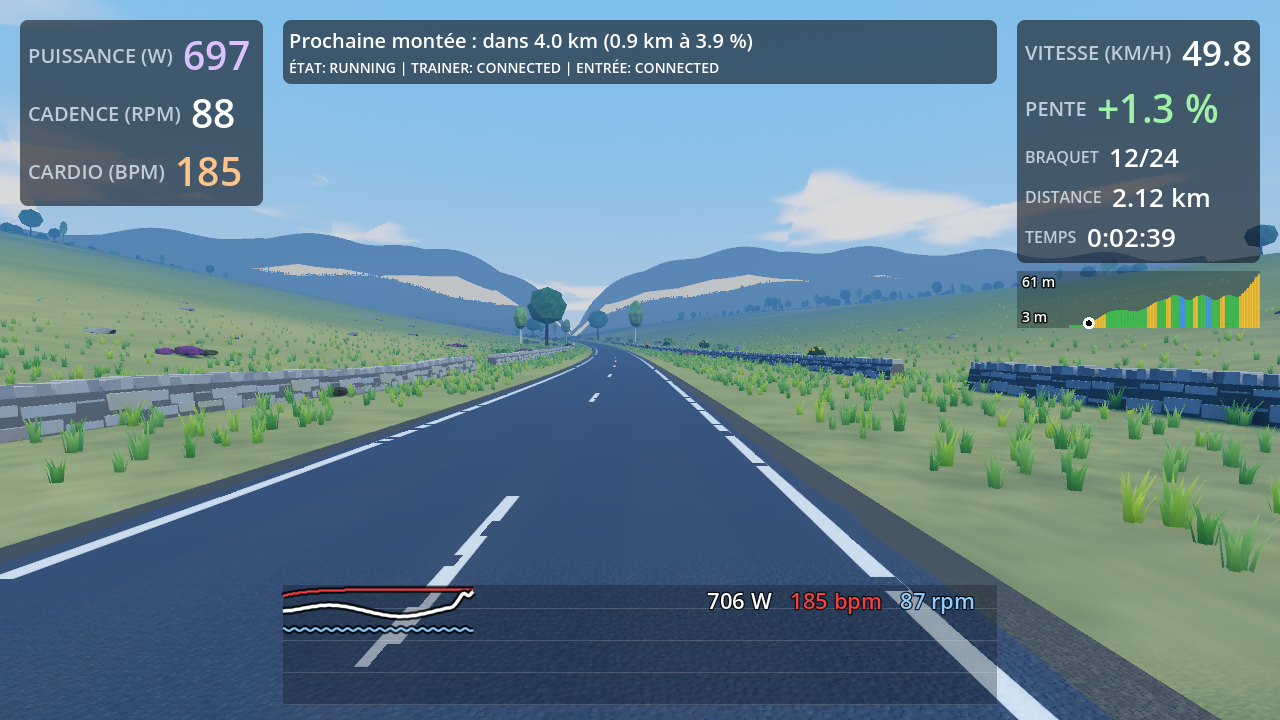 PUISSANCE (W) 697
CADENCE (RPM) 88
CARDIO (BPM) 185
Prochaine montée : dans 4.0 km (0.9 km à 3.9 %)
ÉTAT: RUNNING | TRAINER: CONNECTED | ENTRÉE: CONNECTED
VITESSE (KM/H) 49.8
PENTE +1.3 %
BRAQUET 12/24
DISTANCE 2.12 km
TEMPS 0:02:39
61 m
3 m
706 W 185 bpm 87 rpm